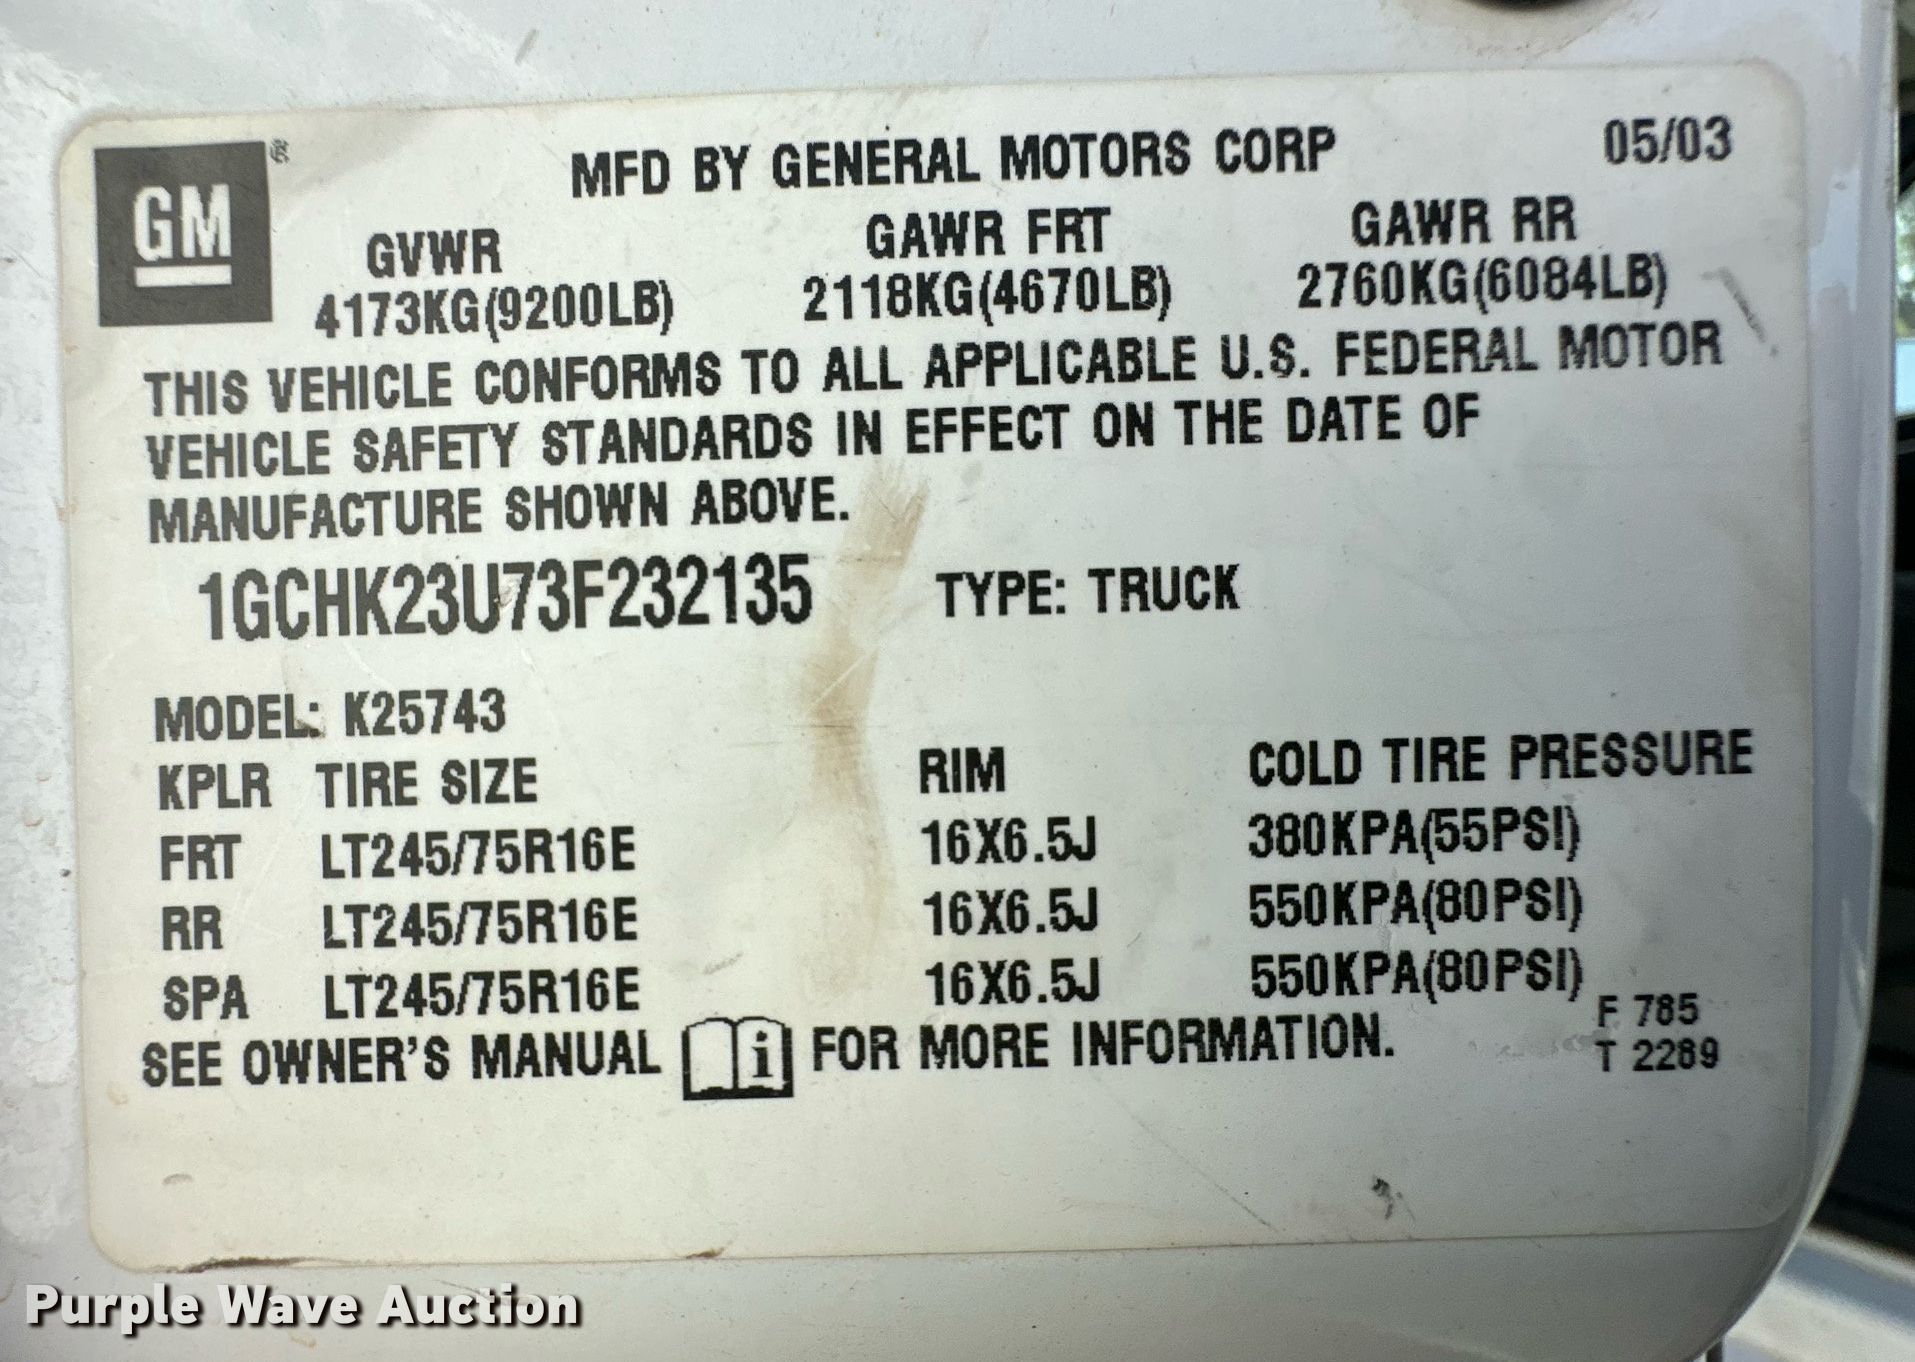 GM
MFD BY GENERAL MOTORS CORP 05/03
GVWR GAWR FRT GAWR RR
4173KG(9200LB) 2118KG(4670LB) 2760KG(6084LB)
THIS VEHICLE CONFORMS TO ALL APPLICABLE U.S. FEDERAL MOTOR
VEHICLE SAFETY STANDARDS IN EFFECT ON THE DATE OF
MANUFACTURE SHOWN ABOVE.
1GCHK23U73F232135 TYPE: TRUCK
MODEL: K25743
KPLR TIRE SIZE RIM COLD TIRE PRESSURE
FRT LT245/75R16E 16X6.5J 380KPA(55PSI)
RR LT245/75R16E 16X6.5J 550KPA(80PSI)
SPA LT245/75R16E 16X6.5J 550KPA(80PSI)
SEE OWNER'S MANUAL i FOR MORE INFORMATION.
F 785
T 2289
Purple Wave Auction